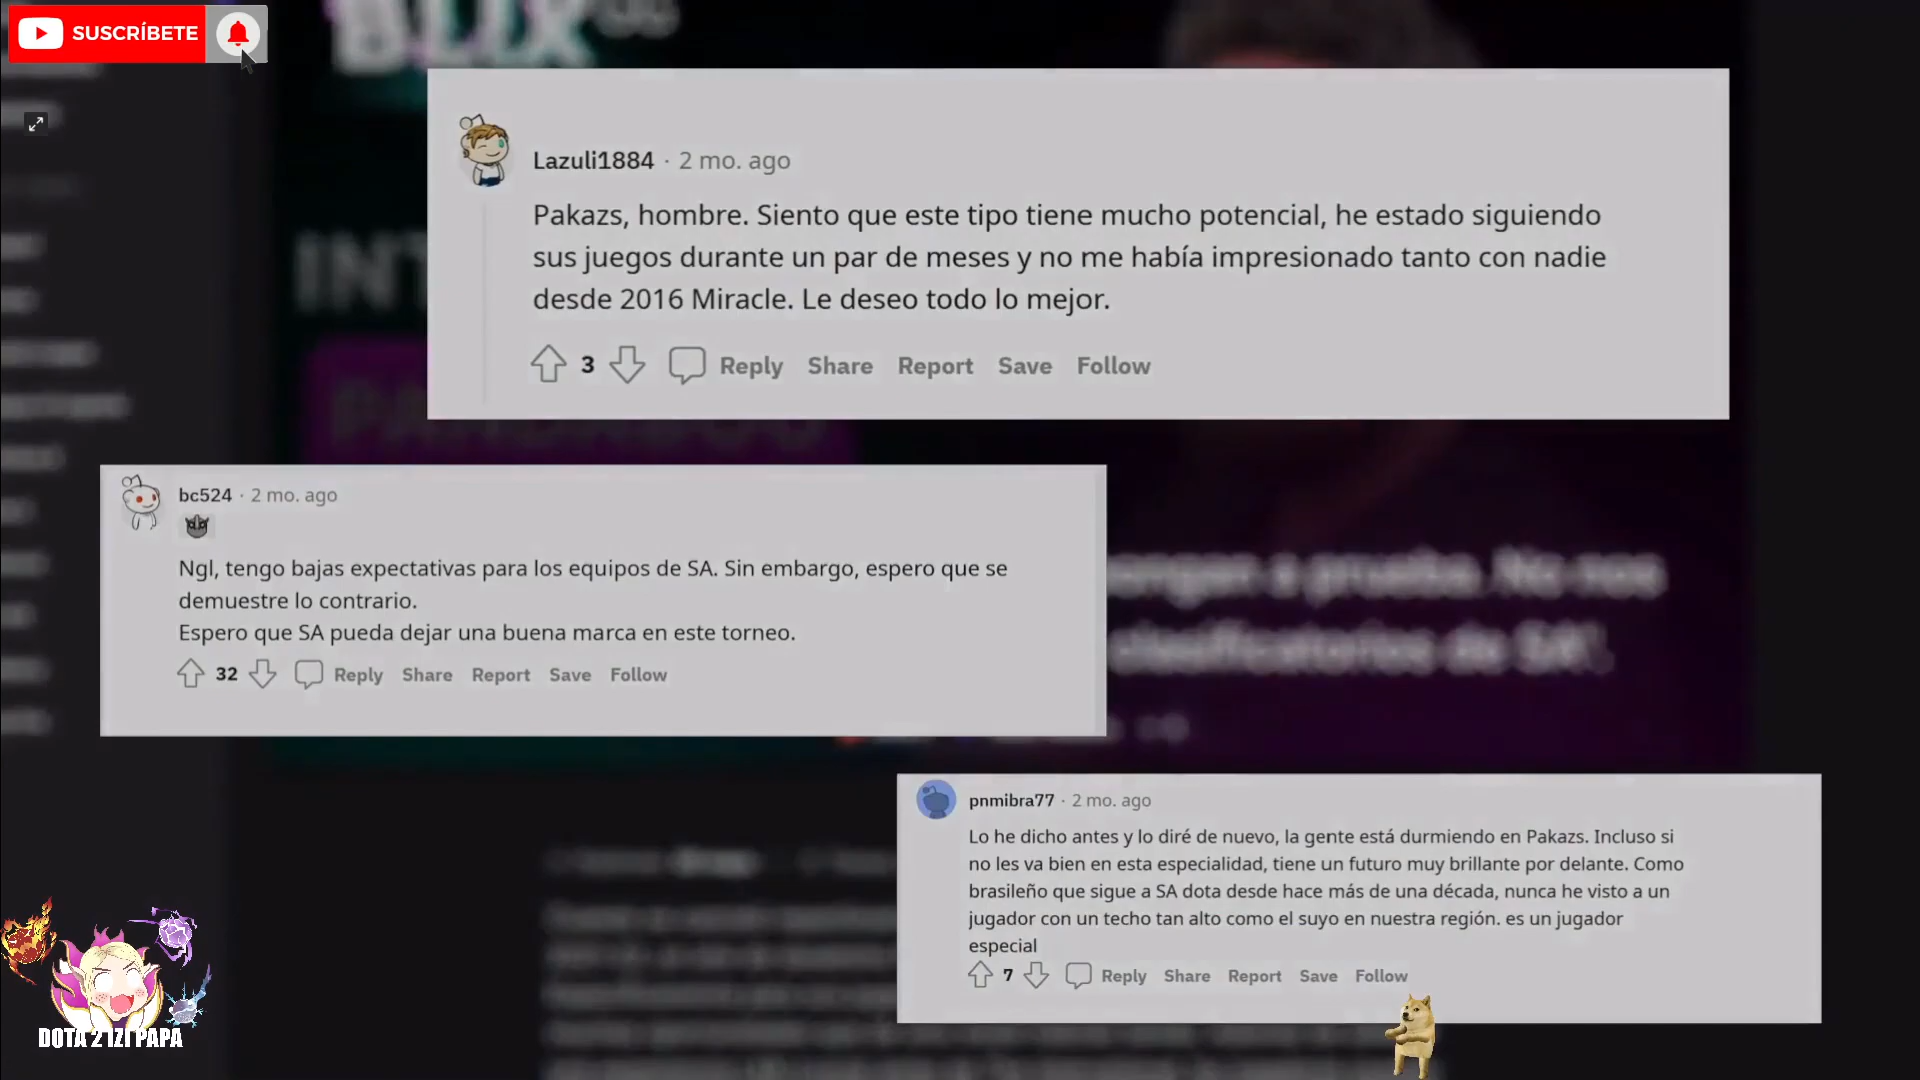 SUSCRÍBETE
BLIX
Lazuli1884 · 2 mo. ago
Pakazs, hombre. Siento que este tipo tiene mucho potencial, he estado siguiendo
sus juegos durante un par de meses y no me había impresionado tanto con nadie
desde 2016 Miracle. Le deseo todo lo mejor.
3 Reply Share Report Save Follow
INT
bc524 · 2 mo. ago
Ngl, tengo bajas expectativas para los equipos de SA. Sin embargo, espero que se
demuestre lo contrario.
Espero que SA pueda dejar una buena marca en este torneo.
32 Reply Share Report Save Follow
a prueba. No nos
clasificatorios de SA".
pnmibra77 · 2 mo. ago
Lo he dicho antes y lo diré de nuevo, la gente está durmiendo en Pakazs. Incluso si
no les va bien en esta especialidad, tiene un futuro muy brillante por delante. Como
brasileño que sigue a SA dota desde hace más de una década, nunca he visto a un
jugador con un techo tan alto como el suyo en nuestra región. es un jugador
especial
7 Reply Share Report Save Follow
DOTA 2 IZI PAPA